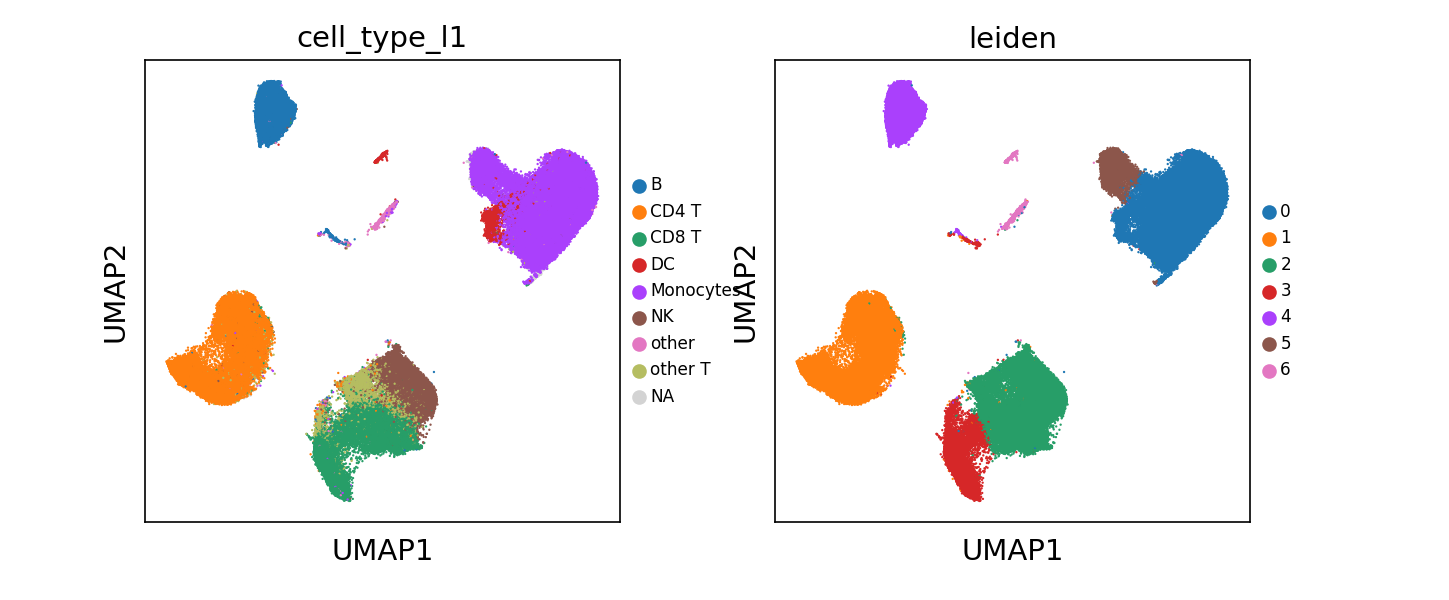 cell_type_l1
UMAP2
UMAP1
B
CD4 T
CD8 T
DC
Monocytes
NK
other
other T
NA
leiden
UMAP2
UMAP1
0
1
2
3
4
5
6